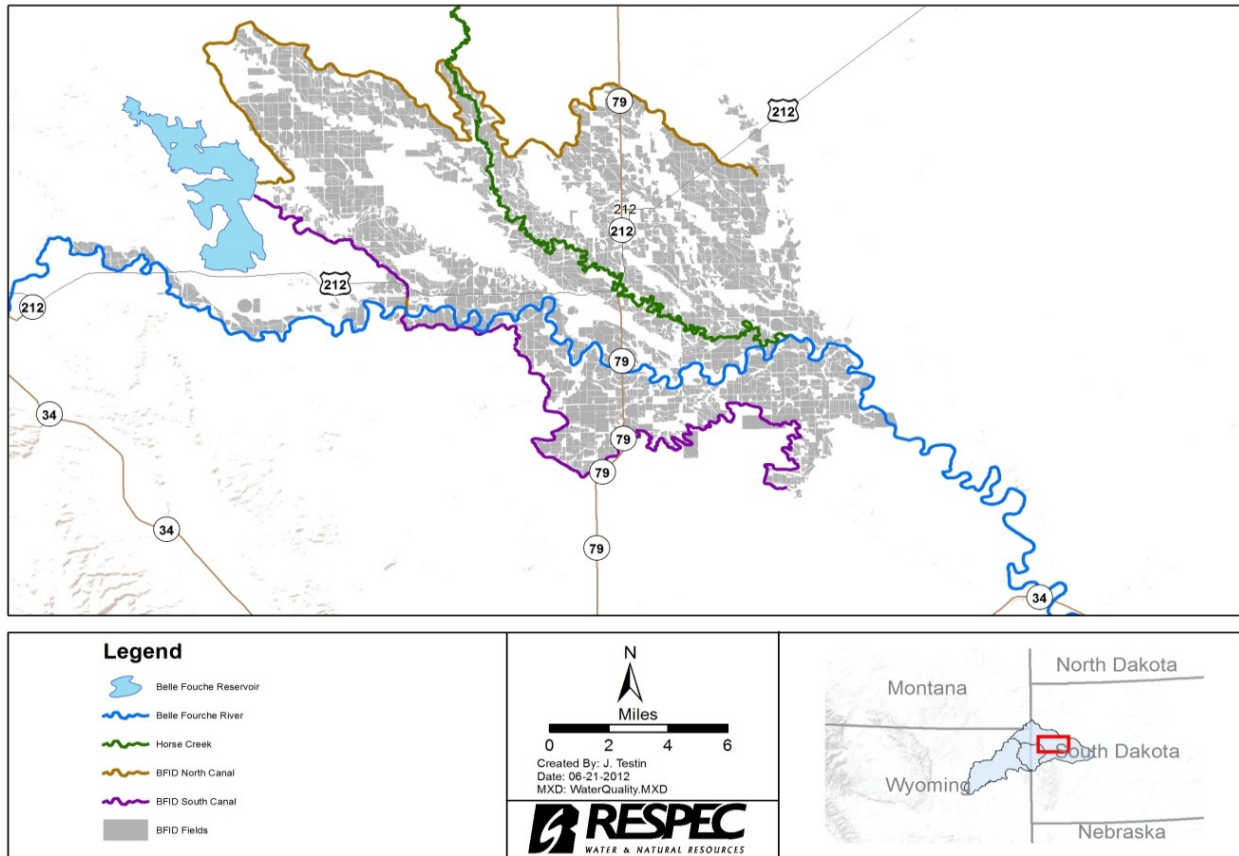 79
212
212
212
212
212
79
34
79
79
34
79
34
Legend
Belle Fouche Reservoir
Belle Fourche River
Horse Creek
BFID North Canal
BFID South Canal
BFID Fields
N
Miles
0 2 4 6
Created By: J. Testin
Date: 06-21-2012
MXD: WaterQuality.MXD
RESPEC
WATER & NATURAL RESOURCES
North Dakota
Montana
South Dakota
Wyoming
Nebraska